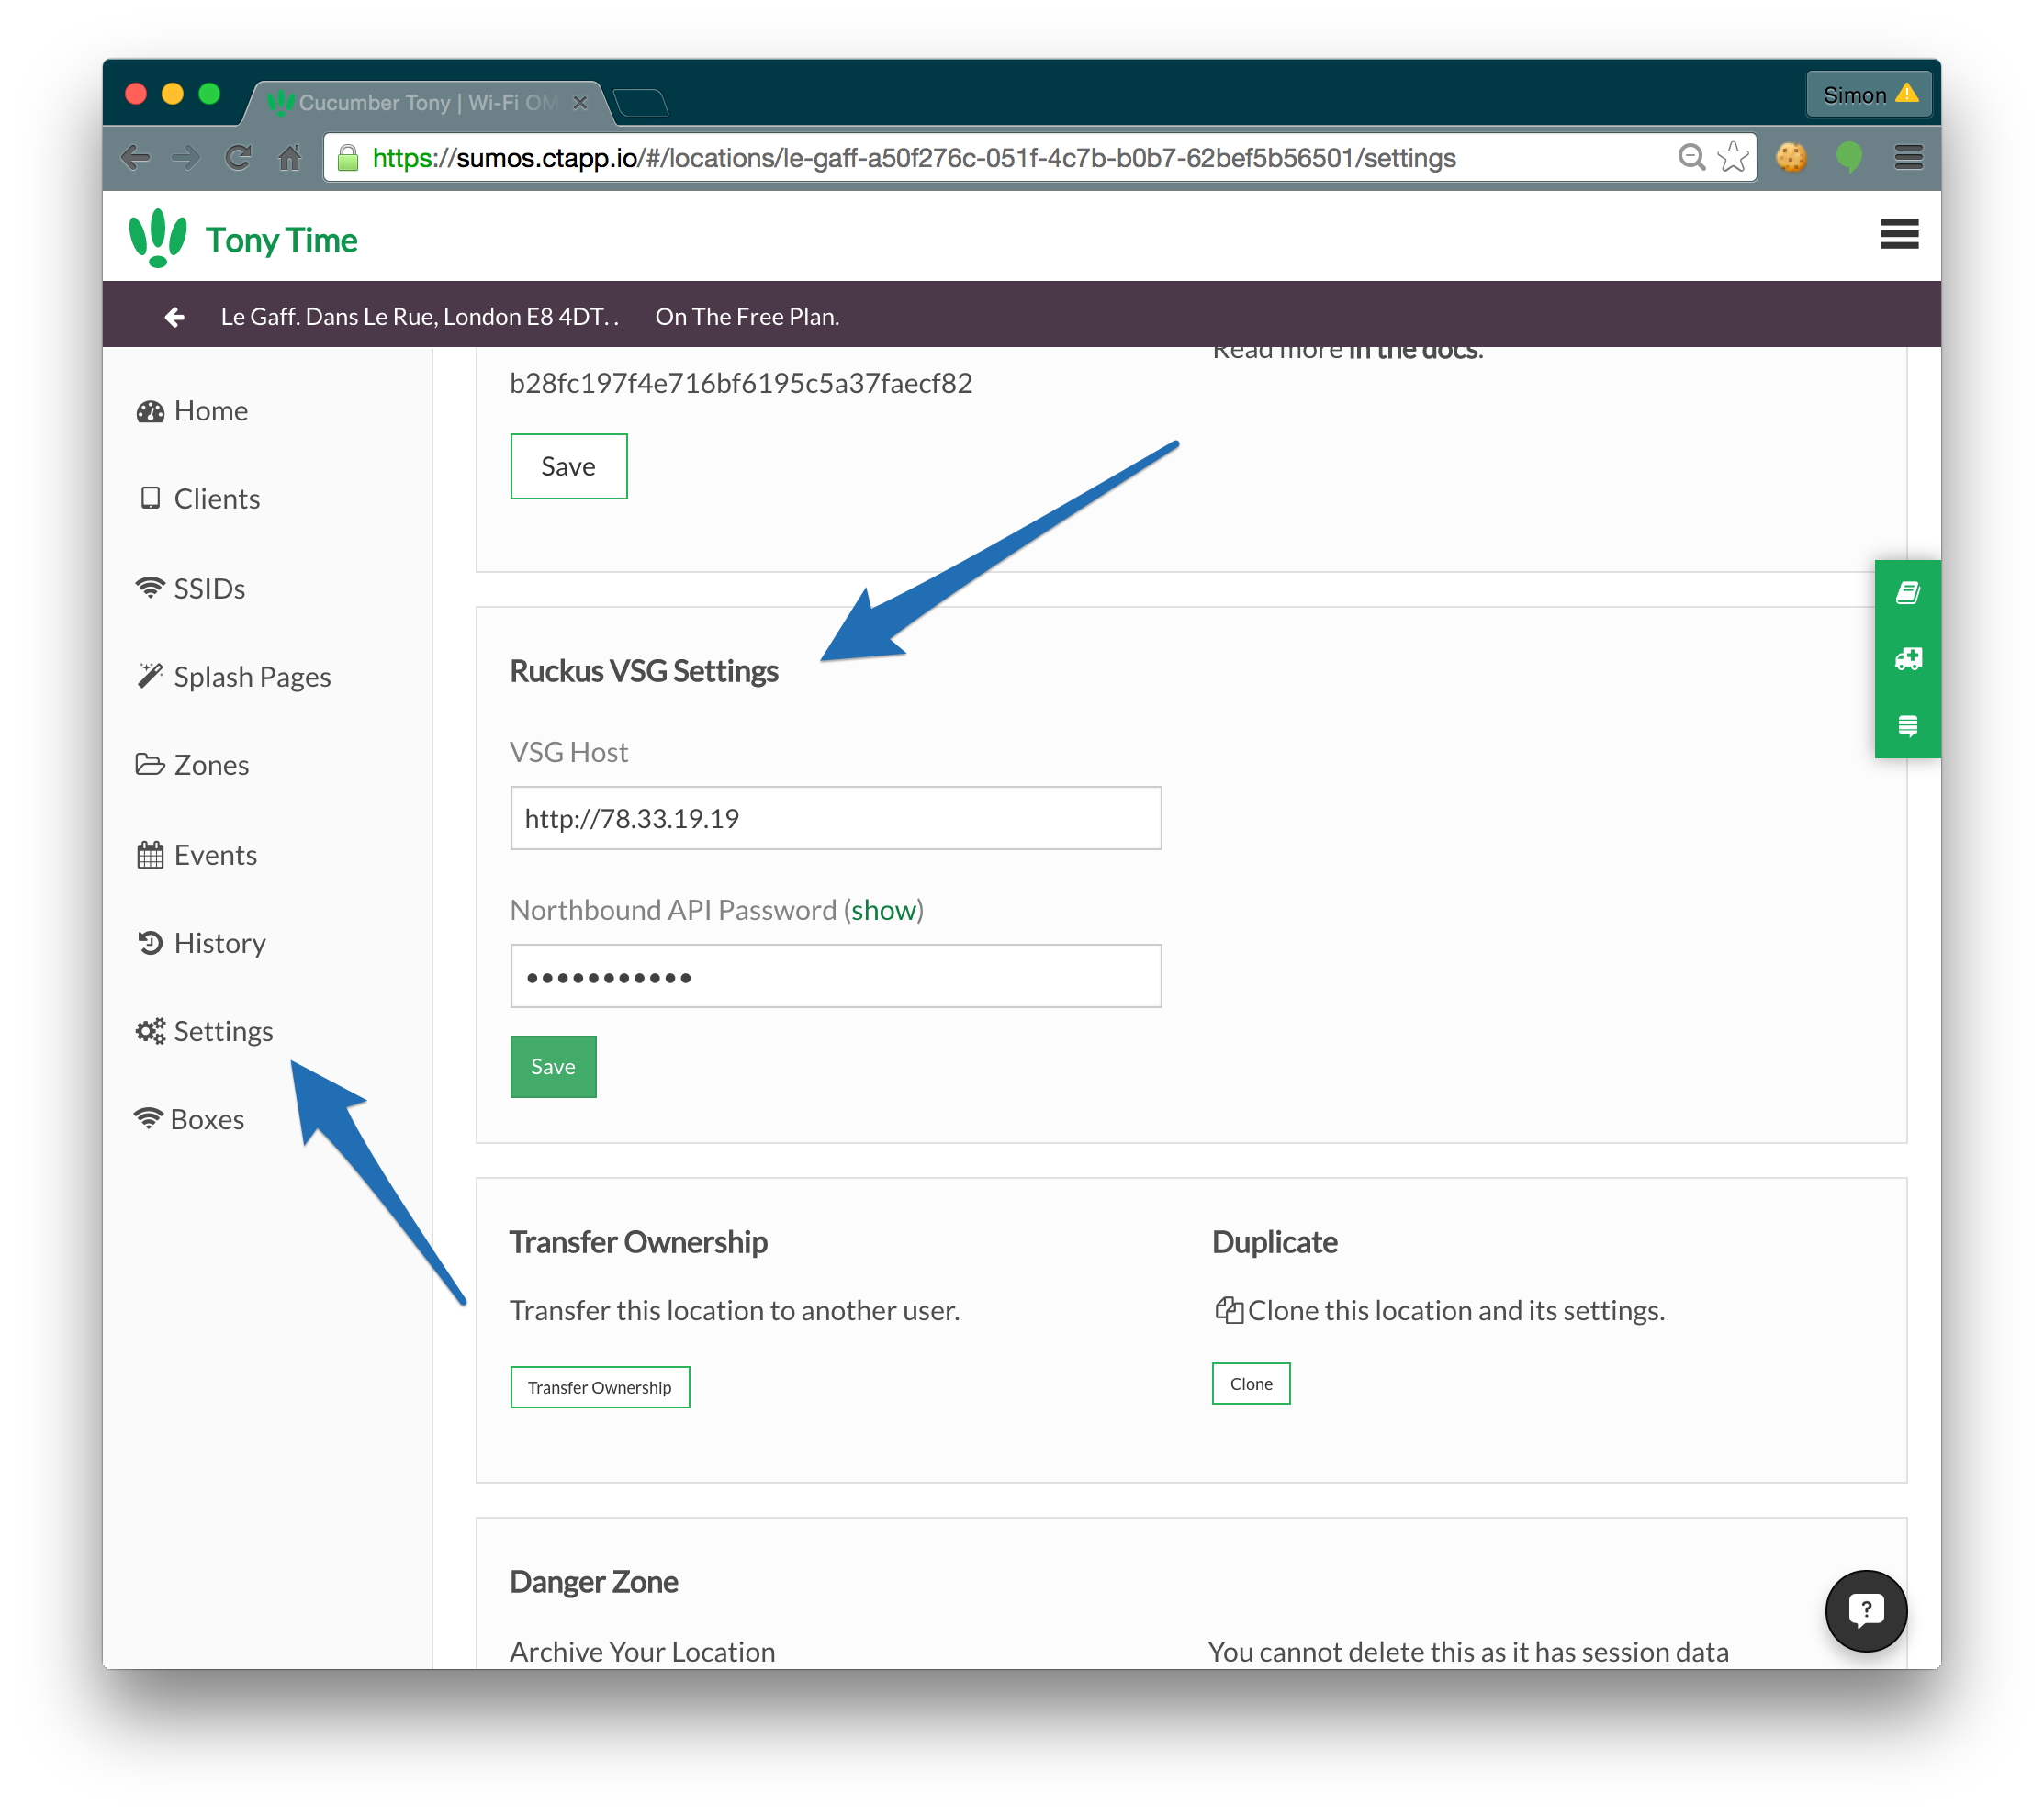 Cucumber Tony | Wi-Fi OM
Simon
https://sumos.ctapp.io/#/locations/le-gaff-a50f276c-051f-4c7b-b0b7-62bef5b56501/settings
Tony Time
Le Gaff. Dans Le Rue, London E8 4DT. . On The Free Plan.
Home
Clients
SSIDs
Splash Pages
Zones
Events
History
Settings
Boxes
Read more in the docs.
b28fc197f4e716bf6195c5a37faecf82
Save
Ruckus VSG Settings
VSG Host
http://78.33.19.19
Northbound API Password (show)
•••••••••••
Save
Transfer Ownership
Transfer this location to another user.
Transfer Ownership
Duplicate
Clone this location and its settings.
Clone
Danger Zone
Archive Your Location
You cannot delete this as it has session data